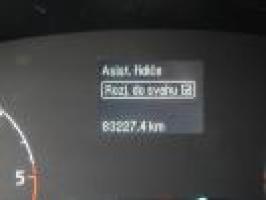 Asist. řidiče
Rozj. do svahu ☑
83227.4 km
5